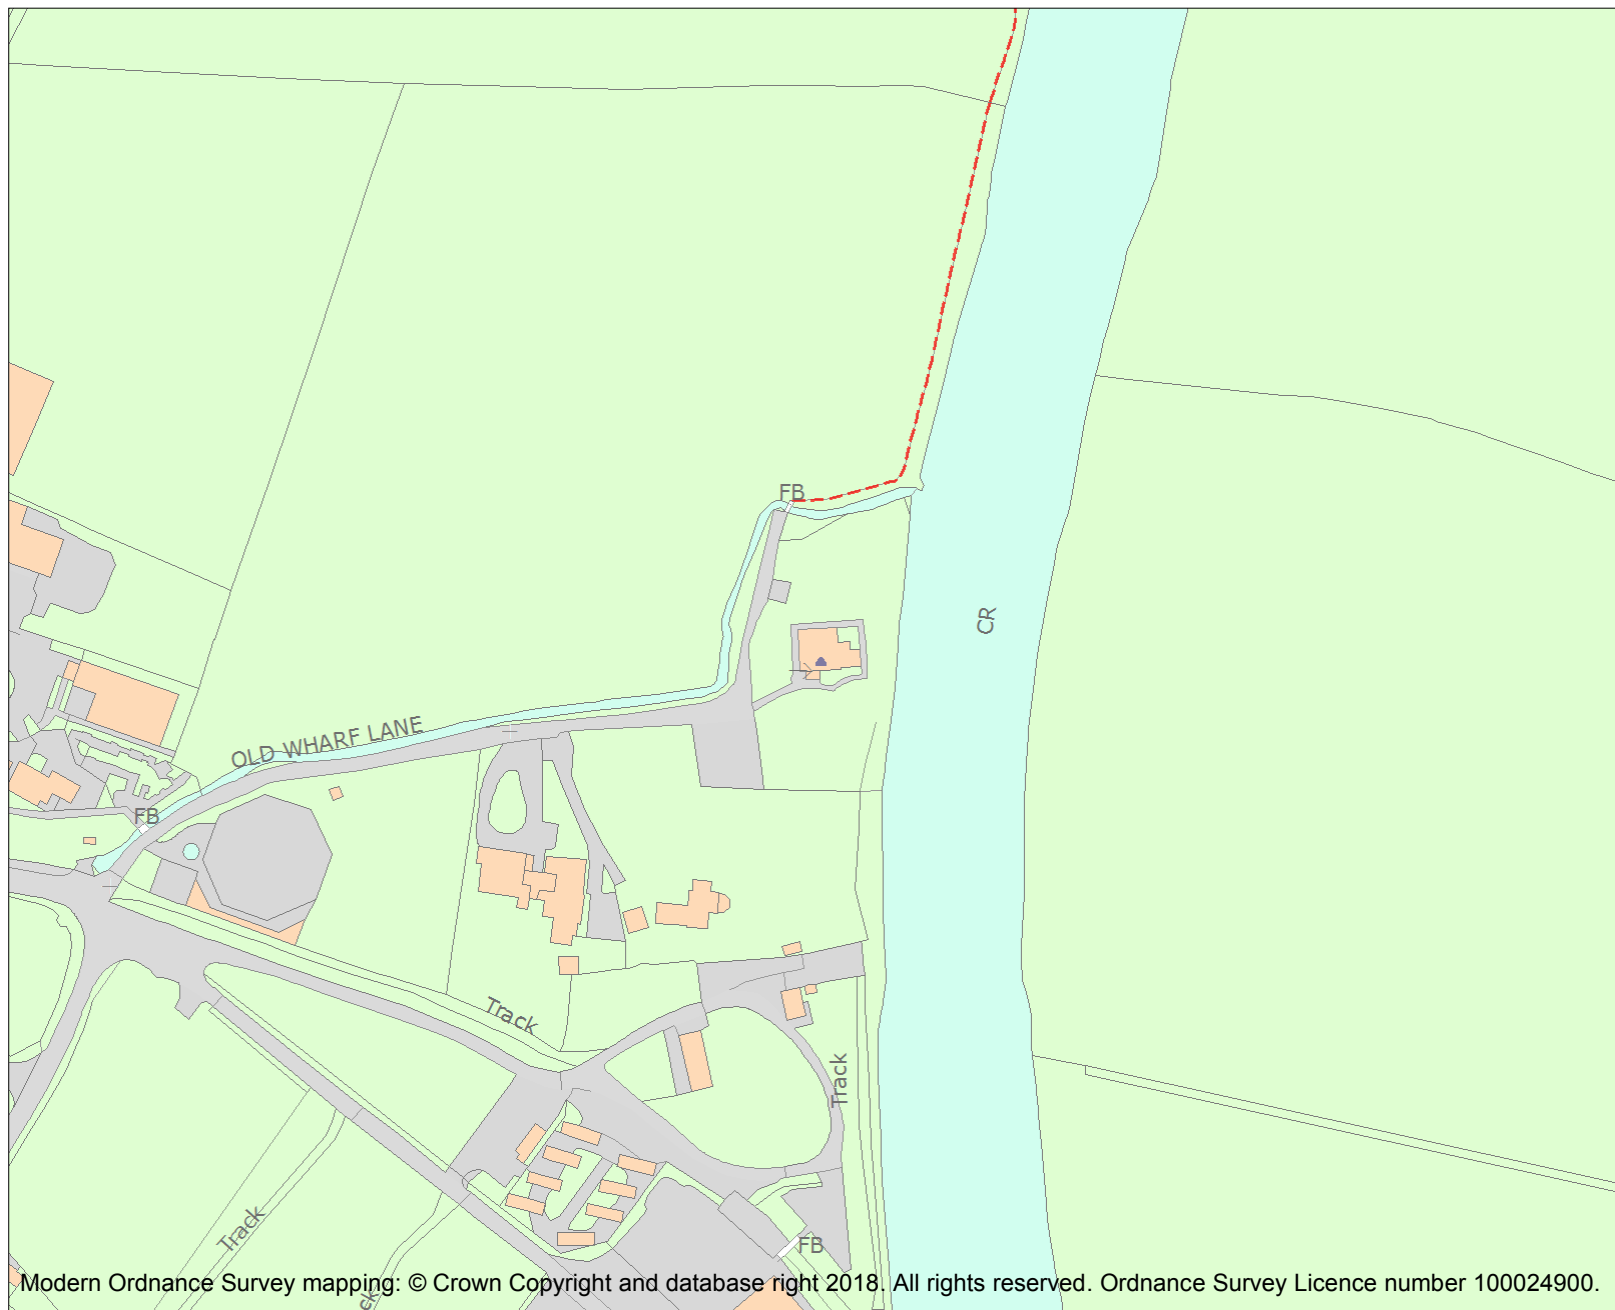 FB
CR
OLD WHARF LANE
FB
Track
Track
Track
FB
Modern Ordnance Survey mapping: © Crown Copyright and database right 2018. All rights reserved. Ordnance Survey Licence number 100024900.